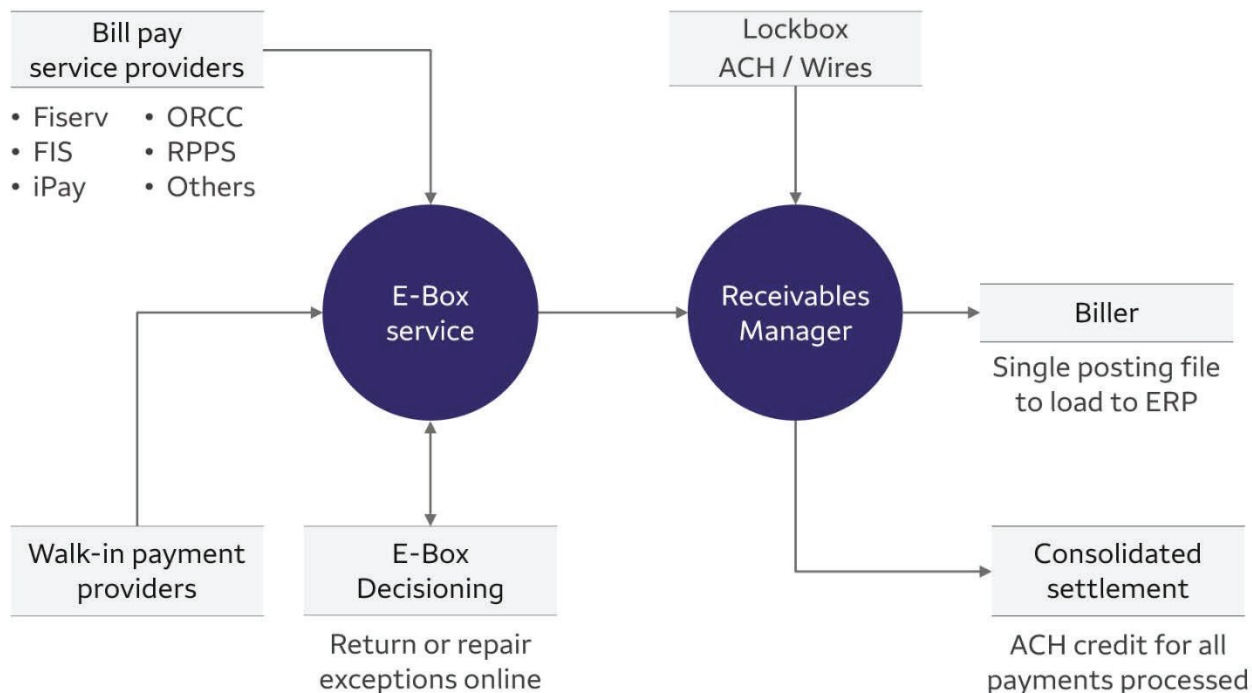 Bill pay
service providers
• Fiserv
• FIS
• iPay
• ORCC
• RPPS
• Others
Lockbox
ACH / Wires
E-Box
service
Receivables
Manager
Biller
Single posting file
to load to ERP
Walk-in payment
providers
E-Box
Decisioning
Return or repair
exceptions online
Consolidated
settlement
ACH credit for all
payments processed